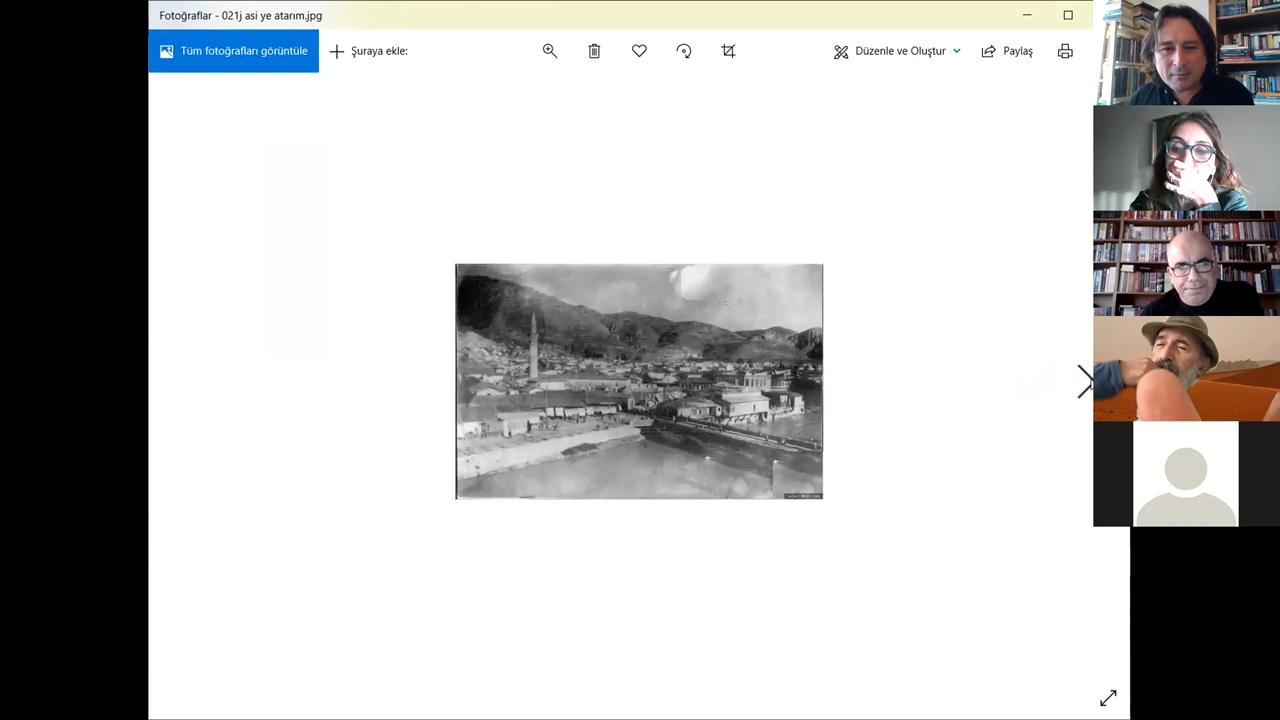 Fotoğraflar - 021j asi ye atarım.jpg
Tüm fotoğrafları görüntüle
Şuraya ekle:
Düzenle ve Oluştur
Paylaş